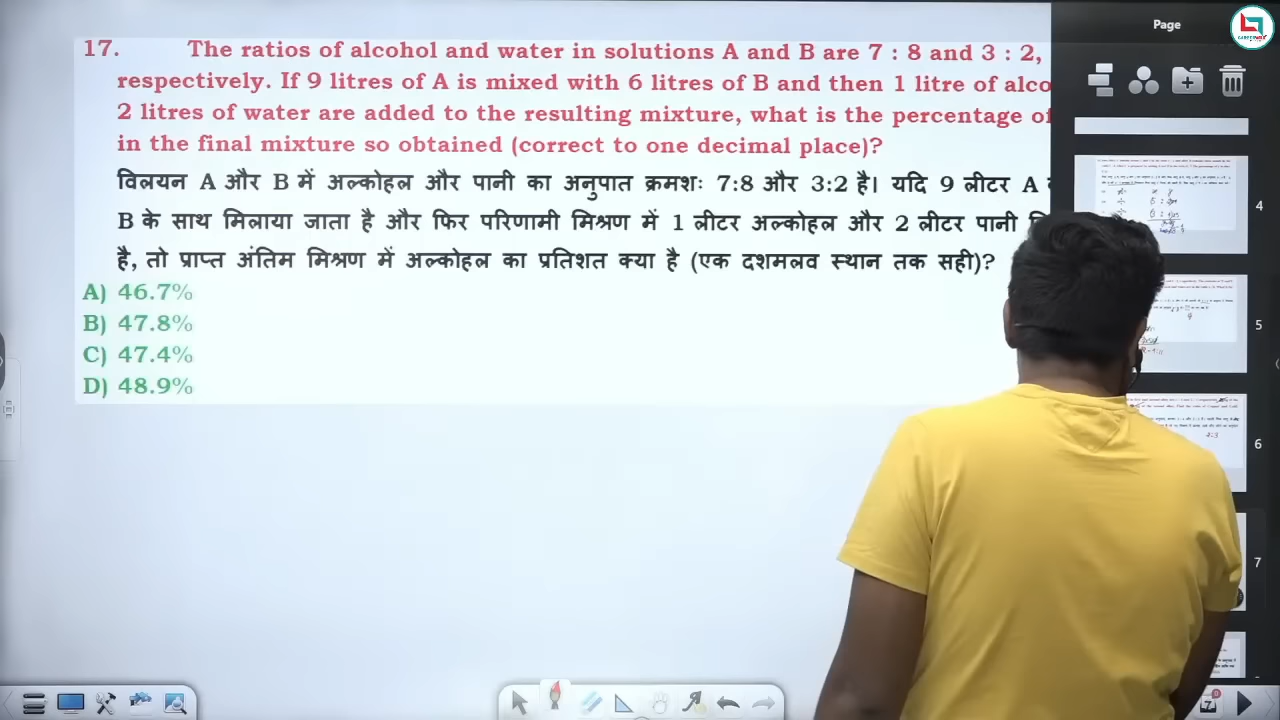 Page
17. The ratios of alcohol and water in solutions A and B are 7 : 8 and 3 : 2,
respectively. If 9 litres of A is mixed with 6 litres of B and then 1 litre of alco
2 litres of water are added to the resulting mixture, what is the percentage of
in the final mixture so obtained (correct to one decimal place)?
विलयन A और B में अल्कोहल और पानी का अनुपात क्रमशः 7:8 और 3:2 है। यदि 9 लीटर A
B के साथ मिलाया जाता है और फिर परिणामी मिश्रण में 1 लीटर अल्कोहल और 2 लीटर पानी
है, तो प्राप्त अंतिम मिश्रण में अल्कोहल का प्रतिशत क्या है (एक दशमलव स्थान तक सही)?
A) 46.7%
B) 47.8%
C) 47.4%
D) 48.9%
4
5
6
7